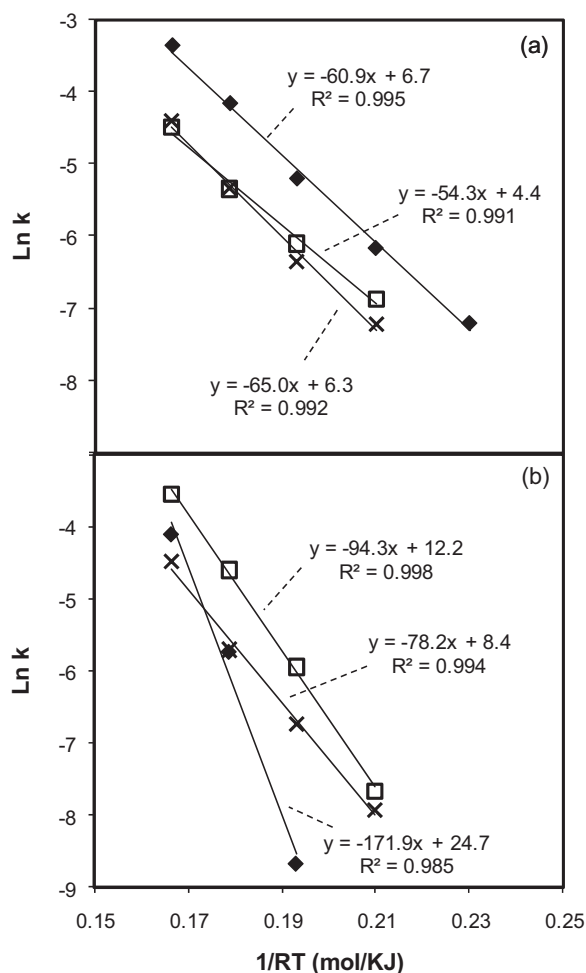 -3
(a)
y = -60.9x + 6.7
R² = 0.995
-4
-5
y = -54.3x + 4.4
R² = 0.991
Ln k
-6
-7
y = -65.0x + 6.3
R² = 0.992
-8
(b)
-4
y = -94.3x + 12.2
R² = 0.998
-5
y = -78.2x + 8.4
R² = 0.994
Ln k
-6
-7
-8
y = -171.9x + 24.7
R² = 0.985
-9
0.15 0.17 0.19 0.21 0.23 0.25
1/RT (mol/KJ)